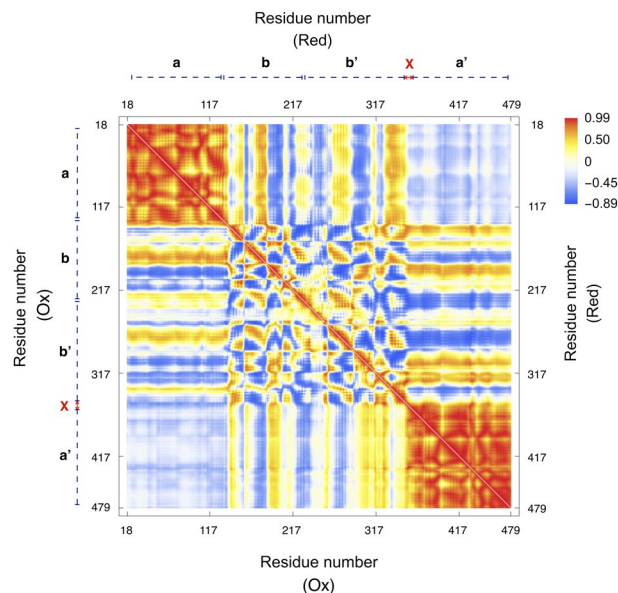 Residue number
(Red)
a b b' X a'
18 117 217 317 417 479
18 117 217 317 417 479
0.99
0.50
0
−0.45
−0.89
a
b
b'
X
a'
Residue number
(Ox)
18
117
217
317
417
479
Residue number
(Red)
18 117 217 317 417 479
Residue number
(Ox)